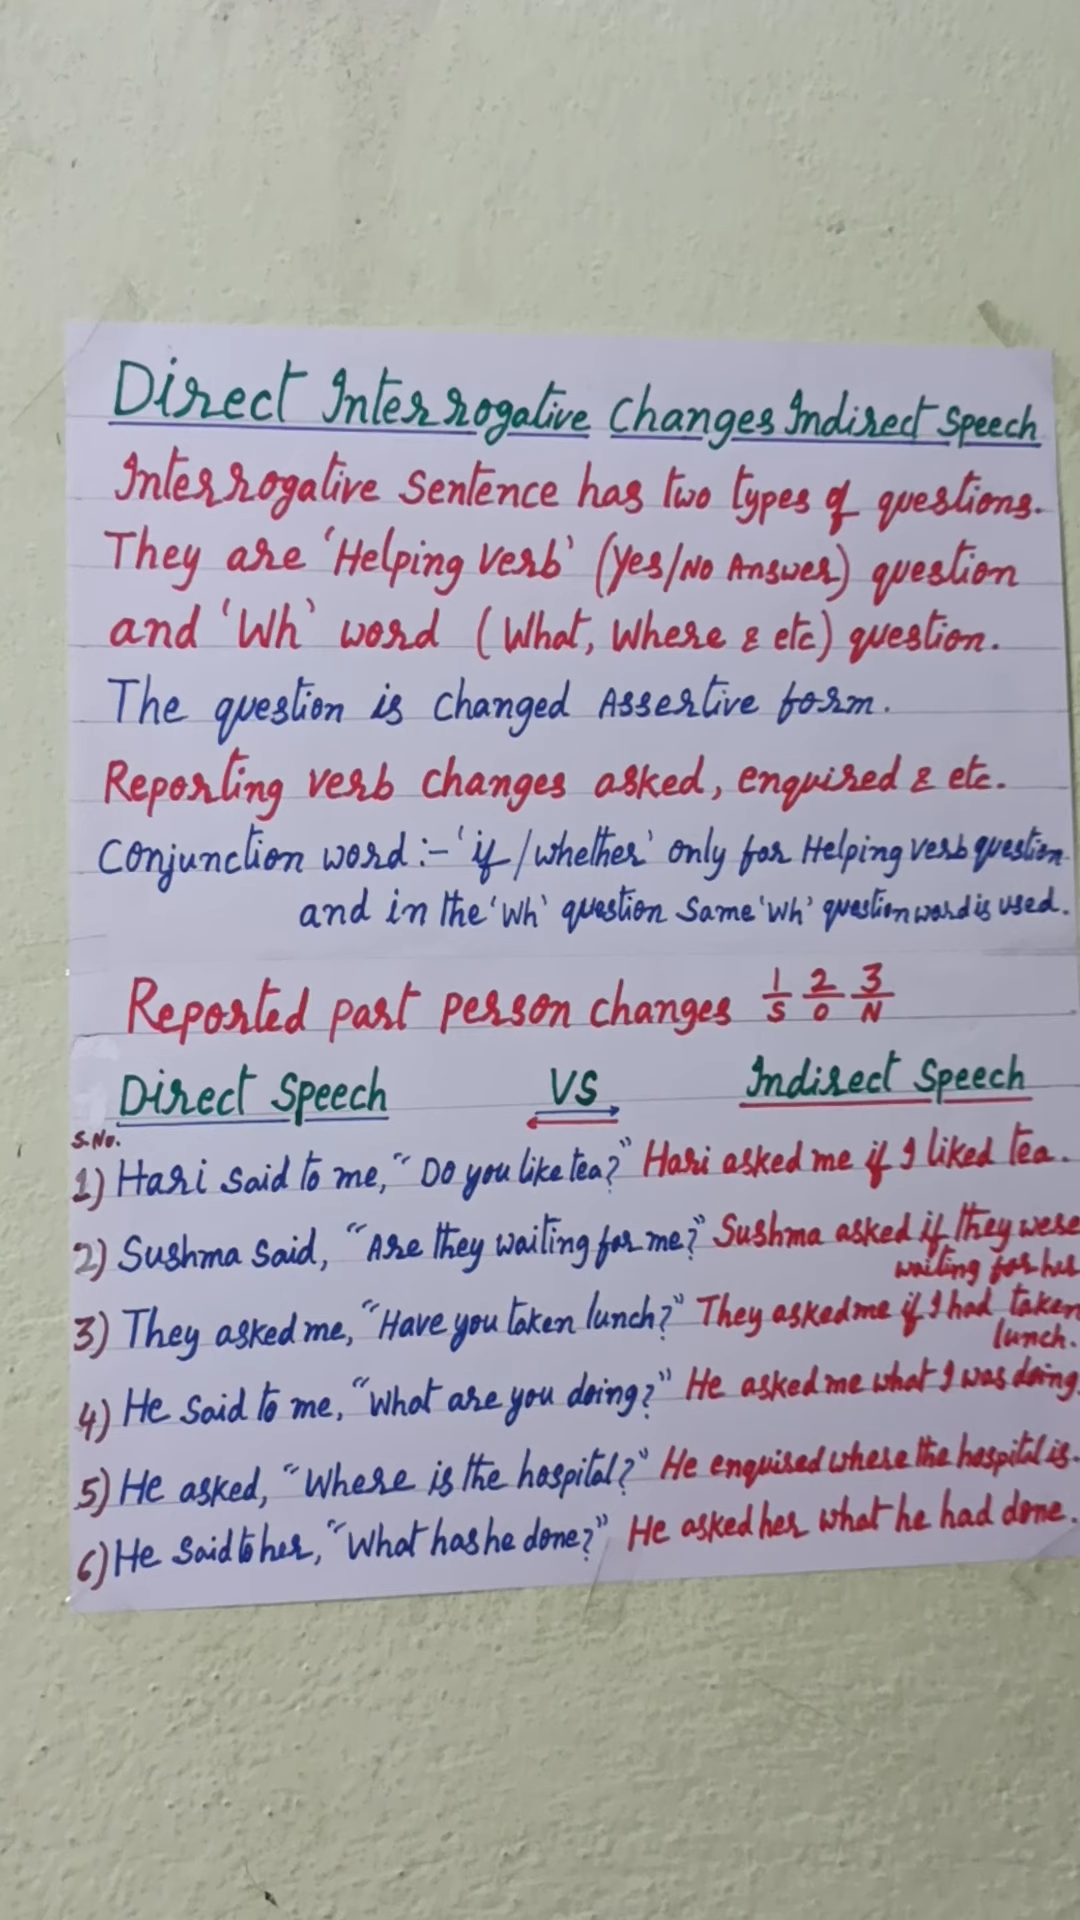 Direct Interrogative Changes Indirect Speech
Interrogative Sentence has two types of questions.
They are 'Helping verb' (Yes/No Answer) question
and 'Wh' word (What, Where & etc) question.
The question is changed Assertive form.
Reporting verb changes asked, enquired & etc.
Conjunction word :- 'if/whether' only for Helping verb question
and in the 'Wh' question Same 'Wh' question word is used.
Reported part person changes 1/S 2/O 3/N
Direct Speech VS Indirect Speech
S.No.
1) Hari said to me, "Do you like tea?" Hari asked me if I liked tea.
2) Sushma said, "Are they waiting for me?" Sushma asked if they were
waiting for her
3) They asked me, "Have you taken lunch?" They asked me if I had taken
lunch.
4) He said to me, "What are you doing?" He asked me what I was doing.
5) He asked, "Where is the hospital?" He enquired where the hospital is.
6) He said to her, "What has he done?" He asked her what he had done.